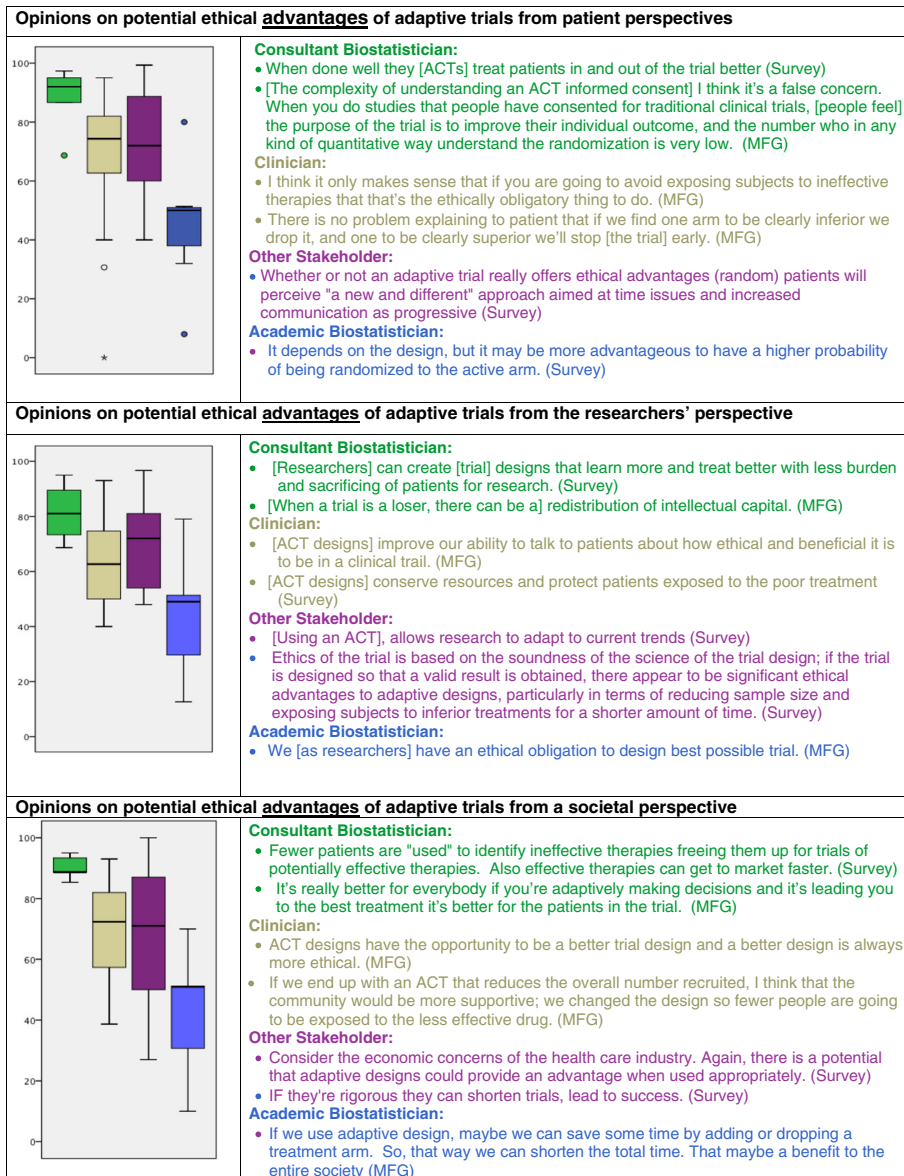 Opinions on potential ethical advantages of adaptive trials from patient perspectives
100
80
60
40
20
0
*
Consultant Biostatistician:
• When done well they [ACTs] treat patients in and out of the trial better (Survey)
• [The complexity of understanding an ACT informed consent] I think it's a false concern.
When you do studies that people have consented for traditional clinical trials, [people feel]
the purpose of the trial is to improve their individual outcome, and the number who in any
kind of quantitative way understand the randomization is very low. (MFG)
Clinician:
• I think it only makes sense that if you are going to avoid exposing subjects to ineffective
therapies that that's the ethically obligatory thing to do. (MFG)
• There is no problem explaining to patient that if we find one arm to be clearly inferior we
drop it, and one to be clearly superior we'll stop [the trial] early. (MFG)
Other Stakeholder:
• Whether or not an adaptive trial really offers ethical advantages (random) patients will
perceive "a new and different" approach aimed at time issues and increased
communication as progressive (Survey)
Academic Biostatistician:
• It depends on the design, but it may be more advantageous to have a higher probability
of being randomized to the active arm. (Survey)
Opinions on potential ethical advantages of adaptive trials from the researchers' perspective
100
80
60
40
20
0
Consultant Biostatistician:
• [Researchers] can create [trial] designs that learn more and treat better with less burden
and sacrificing of patients for research. (Survey)
• [When a trial is a loser, there can be a] redistribution of intellectual capital. (MFG)
Clinician:
• [ACT designs] improve our ability to talk to patients about how ethical and beneficial it is
to be in a clinical trail. (MFG)
• [ACT designs] conserve resources and protect patients exposed to the poor treatment
(Survey)
Other Stakeholder:
• [Using an ACT], allows research to adapt to current trends (Survey)
• Ethics of the trial is based on the soundness of the science of the trial design; if the trial
is designed so that a valid result is obtained, there appear to be significant ethical
advantages to adaptive designs, particularly in terms of reducing sample size and
exposing subjects to inferior treatments for a shorter amount of time. (Survey)
Academic Biostatistician:
• We [as researchers] have an ethical obligation to design best possible trial. (MFG)
Opinions on potential ethical advantages of adaptive trials from a societal perspective
100
80
60
40
20
0
Consultant Biostatistician:
• Fewer patients are "used" to identify ineffective therapies freeing them up for trials of
potentially effective therapies. Also effective therapies can get to market faster. (Survey)
• It's really better for everybody if you're adaptively making decisions and it's leading you
to the best treatment it's better for the patients in the trial. (MFG)
Clinician:
• ACT designs have the opportunity to be a better trial design and a better design is always
more ethical. (MFG)
• If we end up with an ACT that reduces the overall number recruited, I think that the
community would be more supportive; we changed the design so fewer people are going
to be exposed to the less effective drug. (MFG)
Other Stakeholder:
• Consider the economic concerns of the health care industry. Again, there is a potential
that adaptive designs could provide an advantage when used appropriately. (Survey)
• IF they're rigorous they can shorten trials, lead to success. (Survey)
Academic Biostatistician:
• If we use adaptive design, maybe we can save some time by adding or dropping a
treatment arm. So, that way we can shorten the total time. That maybe a benefit to the
entire society (MFG)